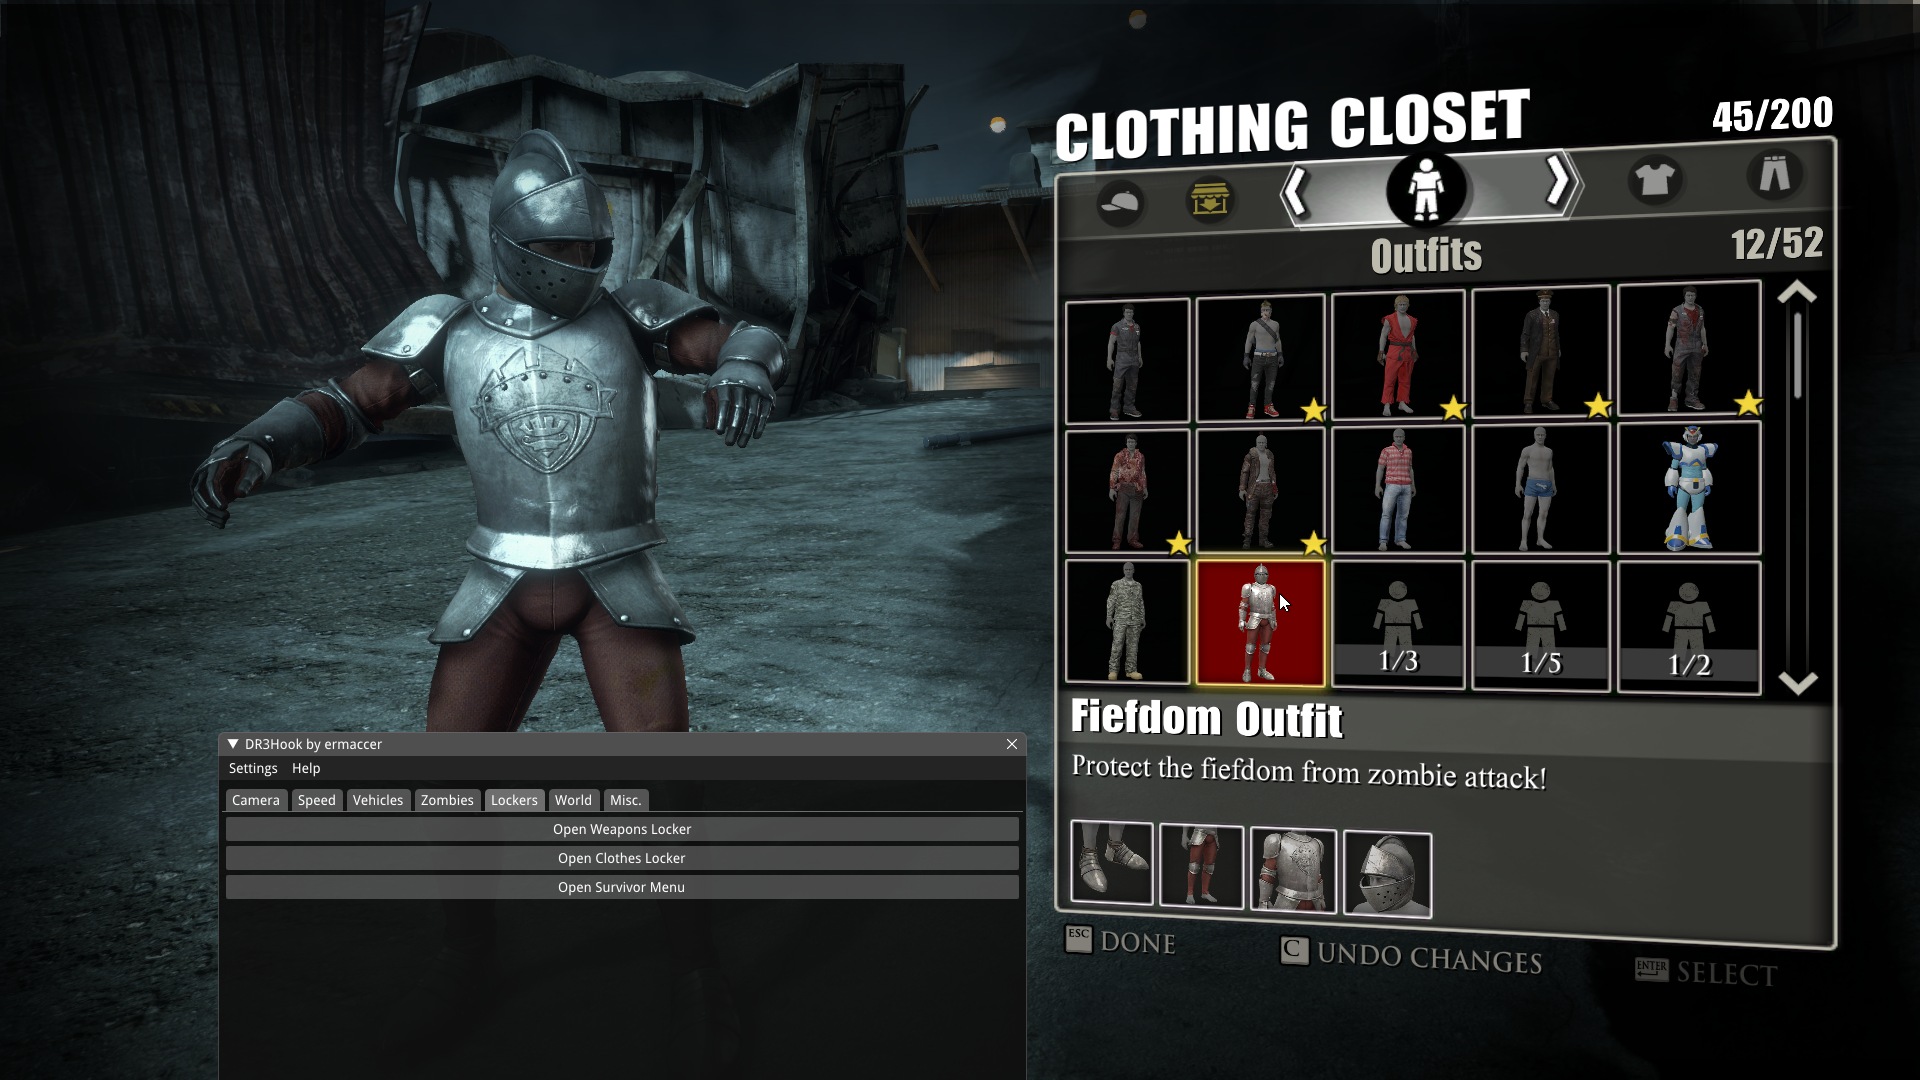 CLOTHING CLOSET
45/200
Outfits
12/52
1/3
1/5
1/2
Fiefdom Outfit
Protect the fiefdom from zombie attack!
ESC DONE
C UNDO CHANGES
ENTER SELECT
DR3Hook by ermaccer
Settings Help
Camera Speed Vehicles Zombies Lockers World Misc.
Open Weapons Locker
Open Clothes Locker
Open Survivor Menu